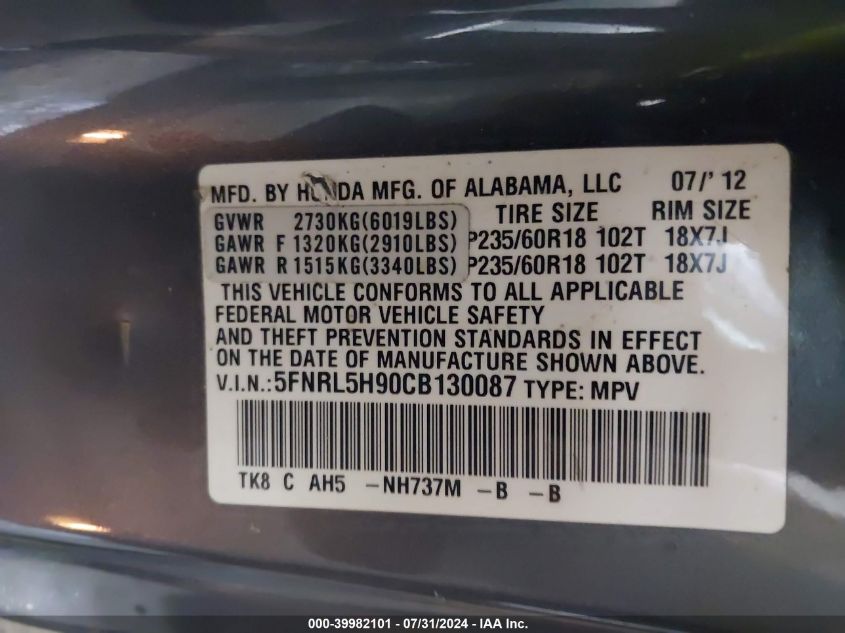 MFD. BY HONDA MFG. OF ALABAMA, LLC 07/' 12
GVWR 2730KG(6019LBS) TIRE SIZE RIM SIZE
GAWR F 1320KG(2910LBS) P235/60R18 102T 18X7J
GAWR R 1515KG(3340LBS) P235/60R18 102T 18X7J
THIS VEHICLE CONFORMS TO ALL APPLICABLE
FEDERAL MOTOR VEHICLE SAFETY
AND THEFT PREVENTION STANDARDS IN EFFECT
ON THE DATE OF MANUFACTURE SHOWN ABOVE.
V.I.N.:5FNRL5H90CB130087 TYPE: MPV
TK8 C AH5 -NH737M -B -B
000-39982101 - 07/31/2024 - IAA Inc.